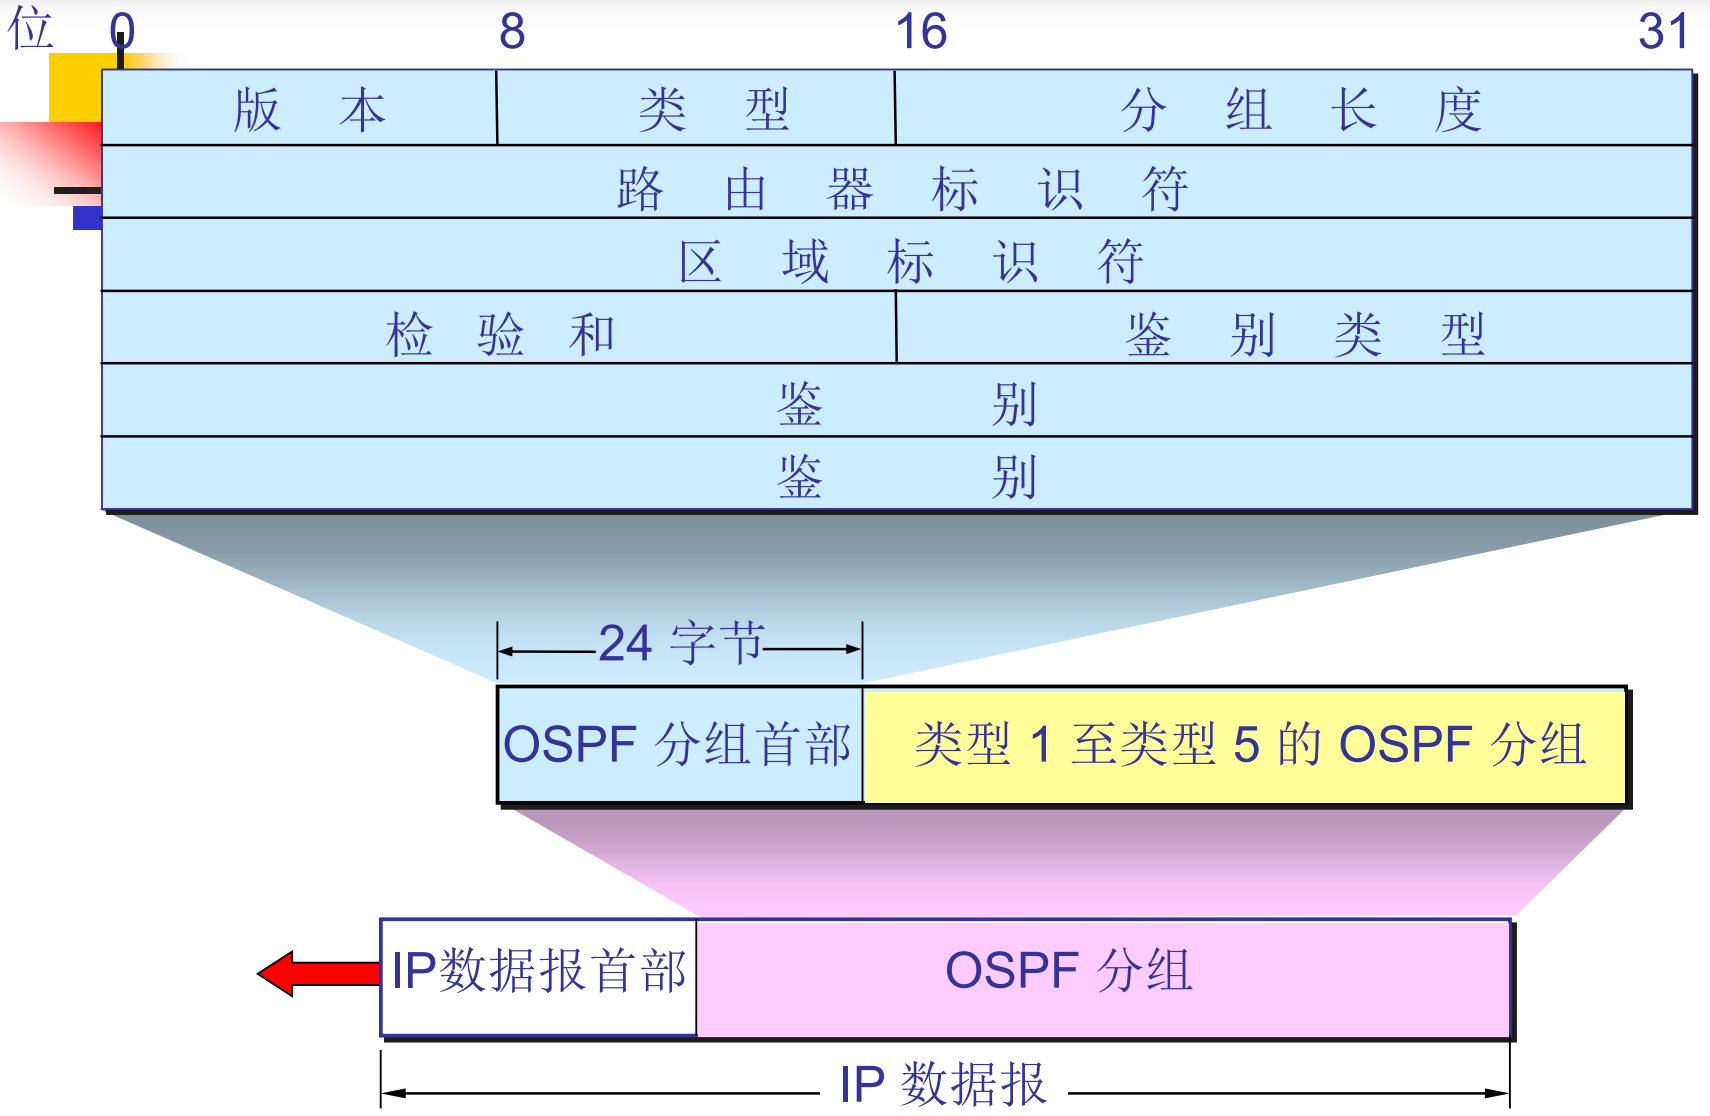 位 0 8 16 31
版 本 类 型 分 组 长 度
路 由 器 标 识 符
区 域 标 识 符
检 验 和 鉴 别 类 型
鉴 别
鉴 别
24 字节
OSPF 分组首部 类型 1 至类型 5 的 OSPF 分组
IP数据报首部 OSPF 分组
IP 数据报